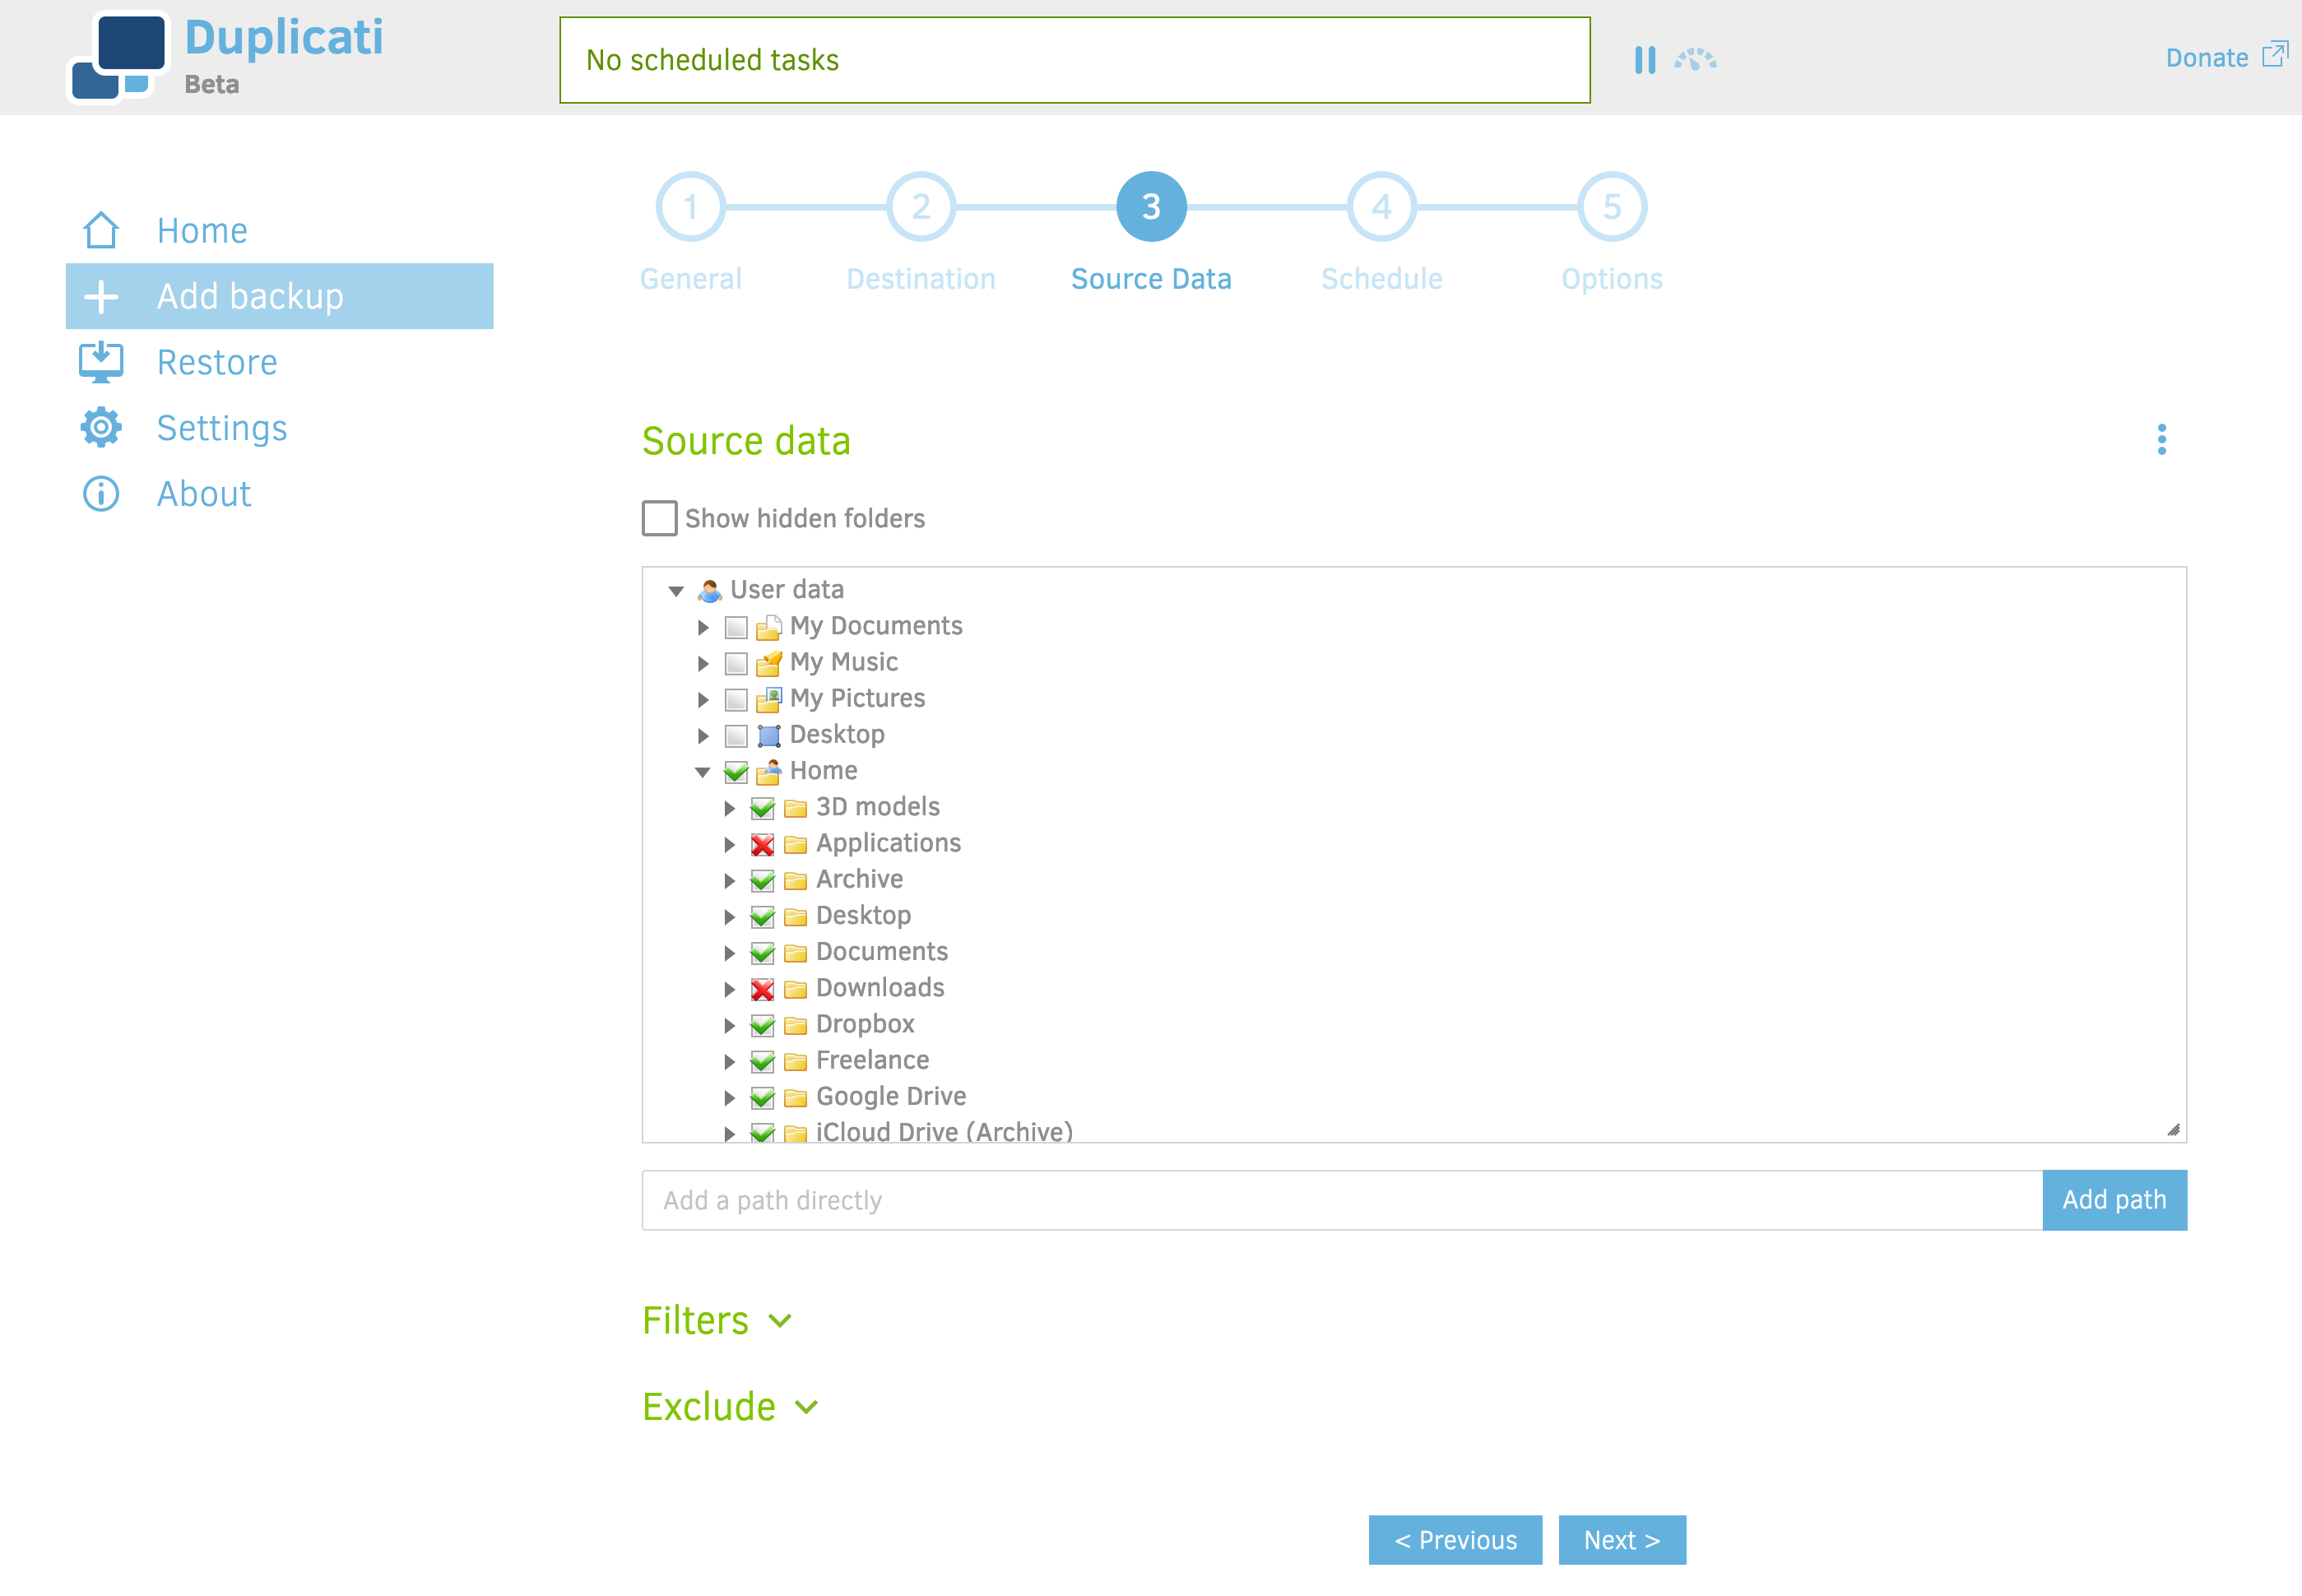 Duplicati
Beta
No scheduled tasks
Donate
Home
Add backup
Restore
Settings
About
1 2 3 4 5
General Destination Source Data Schedule Options
Source data
Show hidden folders
User data
My Documents
My Music
My Pictures
Desktop
Home
3D models
Applications
Archive
Desktop
Documents
Downloads
Dropbox
Freelance
Google Drive
iCloud Drive (Archive)
Add a path directly Add path
Filters
Exclude
< Previous Next >